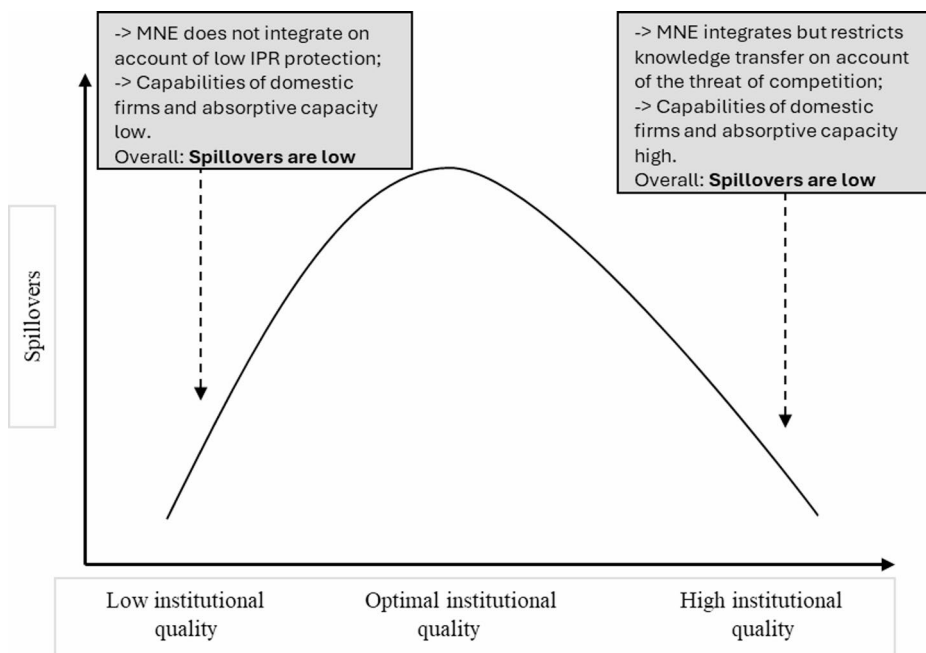 -> MNE does not integrate on
account of low IPR protection;
-> Capabilities of domestic
firms and absorptive capacity
low.
Overall: Spillovers are low
-> MNE integrates but restricts
knowledge transfer on account
of the threat of competition;
-> Capabilities of domestic
firms and absorptive capacity
high.
Overall: Spillovers are low
Spillovers
Low institutional
quality
Optimal institutional
quality
High institutional
quality